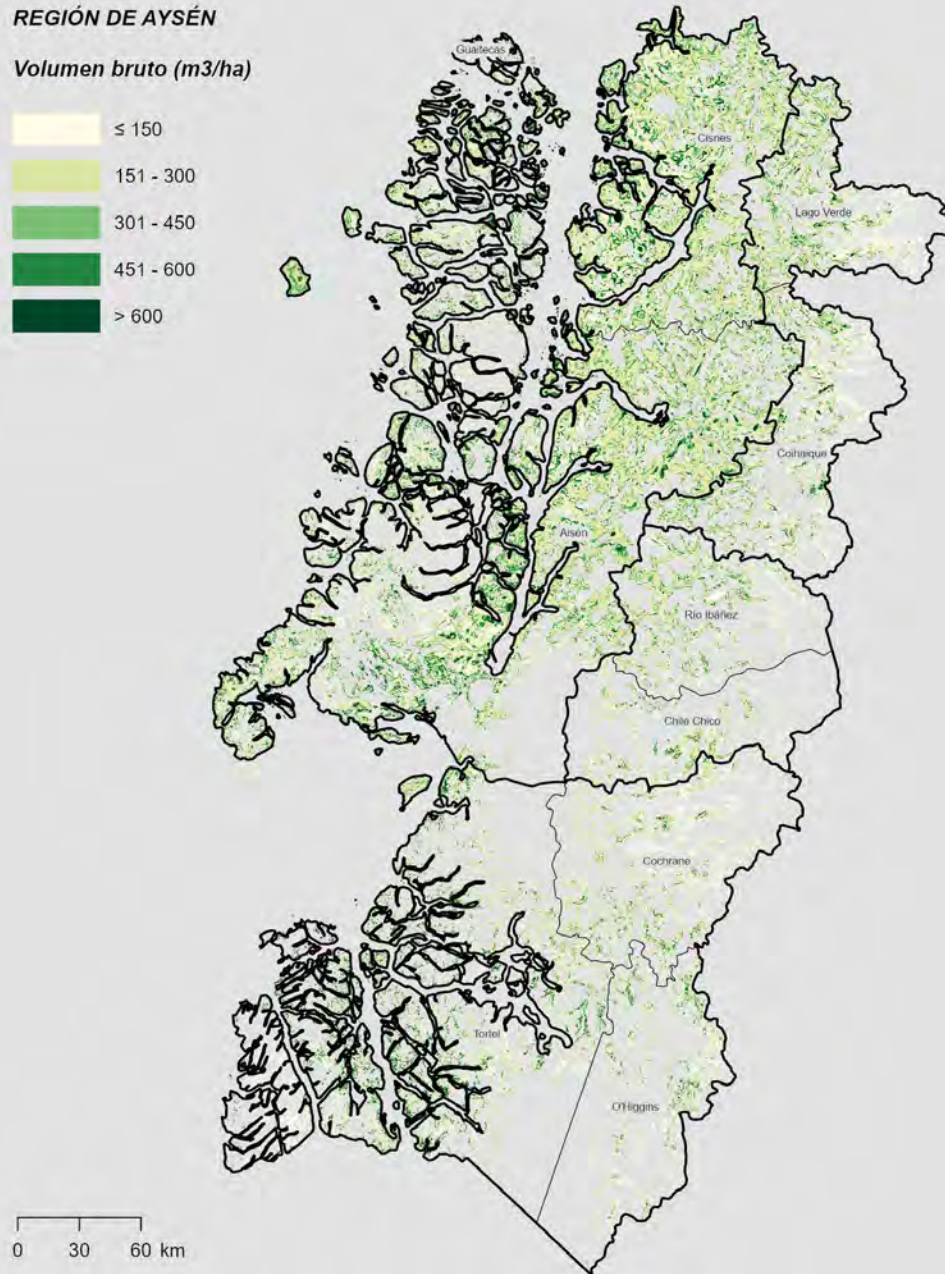 REGIÓN DE AYSÉN
Volumen bruto (m3/ha)
≤ 150
151 - 300
301 - 450
451 - 600
> 600
Guaitecas
Cisnes
Lago Verde
Coihaique
Aisén
Río Ibáñez
Chile Chico
Cochrane
Tortel
O'Higgins
0 30 60 km